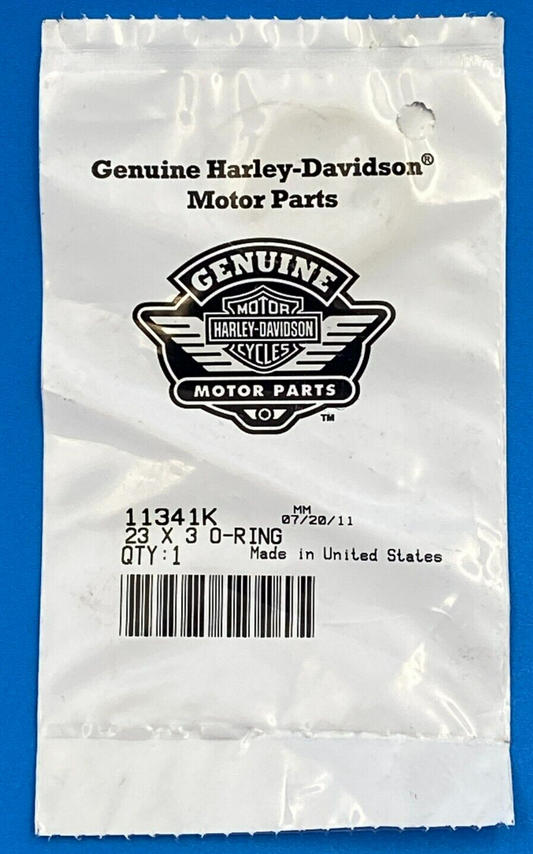 Genuine Harley-Davidson®
Motor Parts
GENUINE
MOTOR
HARLEY-DAVIDSON
CYCLES
MOTOR PARTS
TM
11341K
MM
07/20/11
23 X 3 O-RING
QTY:1
Made in United States